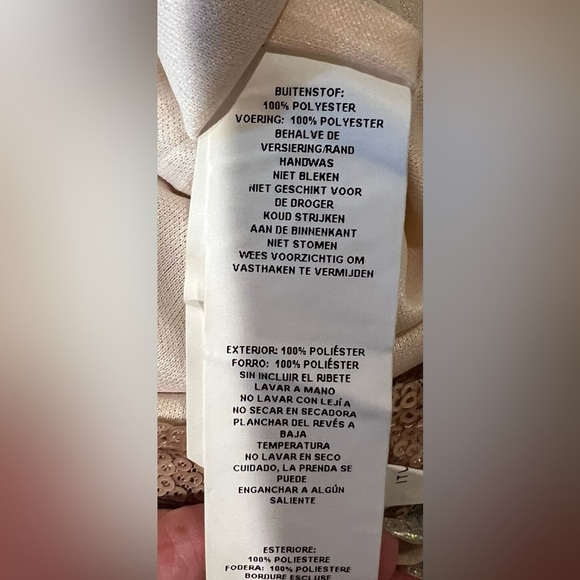 BUITENSTOF:
100% POLYESTER
VOERING: 100% POLYESTER
BEHALVE DE
VERSIERING/RAND
HANDWAS
NIET BLEKEN
NIET GESCHIKT VOOR
DE DROGER
KOUD STRIJKEN
AAN DE BINNENKANT
NIET STOMEN
WEES VOORZICHTIG OM
VASTHAKEN TE VERMIJDEN
EXTERIOR: 100% POLIÉSTER
FORRO: 100% POLIÉSTER
SIN INCLUIR EL RIBETE
LAVAR A MANO
NO LAVAR CON LEJÍA
NO SECAR EN SECADORA
PLANCHAR DEL REVÉS A
BAJA
TEMPERATURA
NO LAVAR EN SECO
CUIDADO, LA PRENDA SE
PUEDE
ENGANCHAR A ALGÚN
SALIENTE
ESTERIORE:
100% POLIESTERE
FODERA: 100% POLIESTERE
BORDURE ESCLUSE